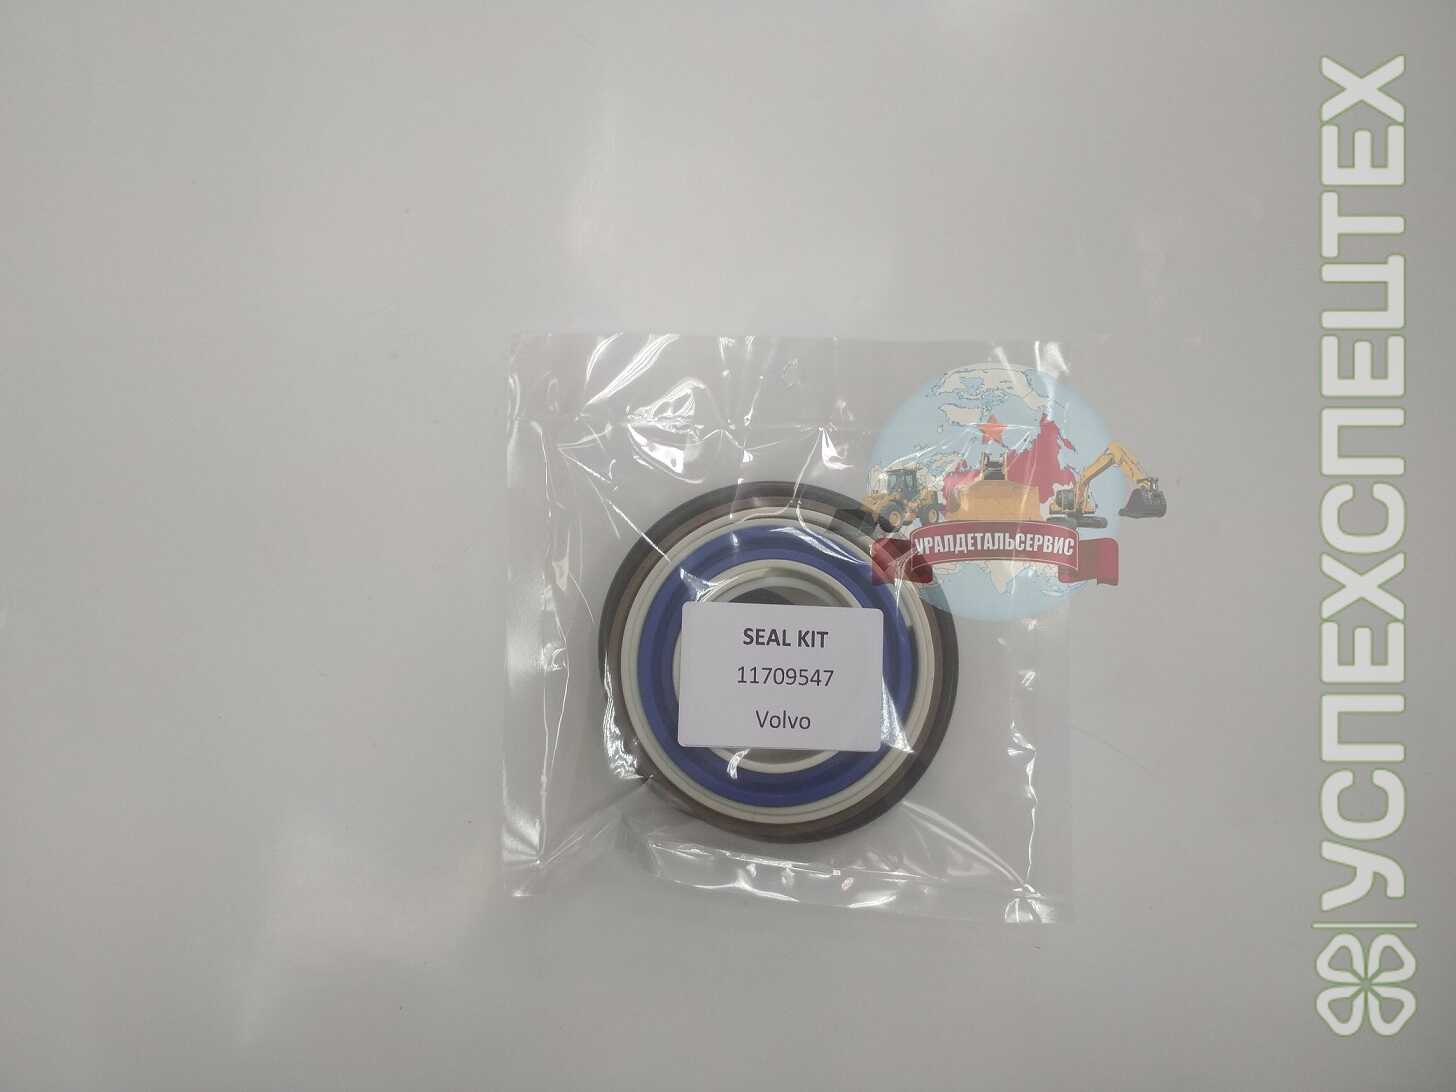 УРАЛДЕТАЛЬСЕРВИС
SEAL KIT
11709547
Volvo
УСПЕХСПЕЦТЕХ